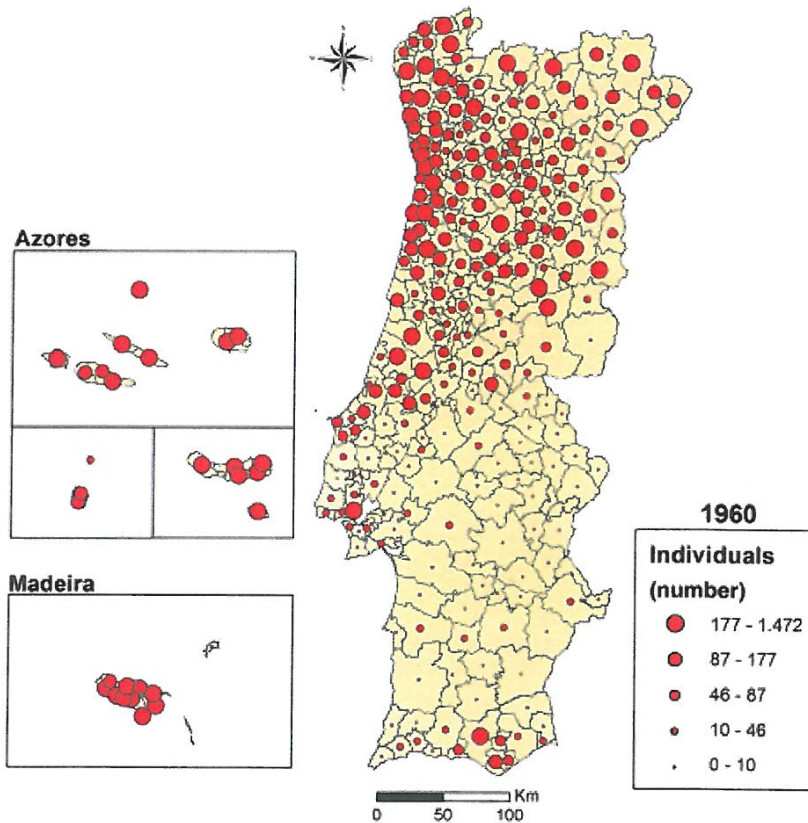 Azores
Madeira
1960
Individuals
(number)
177 - 1.472
87 - 177
46 - 87
10 - 46
0 - 10
Km
0 50 100